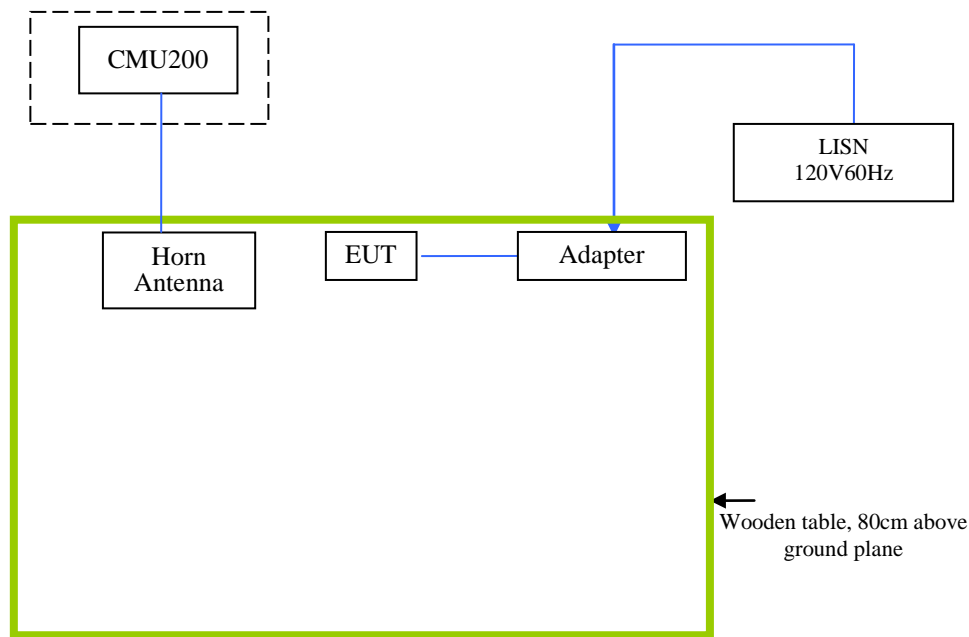 CMU200
LISN
120V60Hz
Horn
Antenna
EUT
Adapter
Wooden table, 80cm above
ground plane